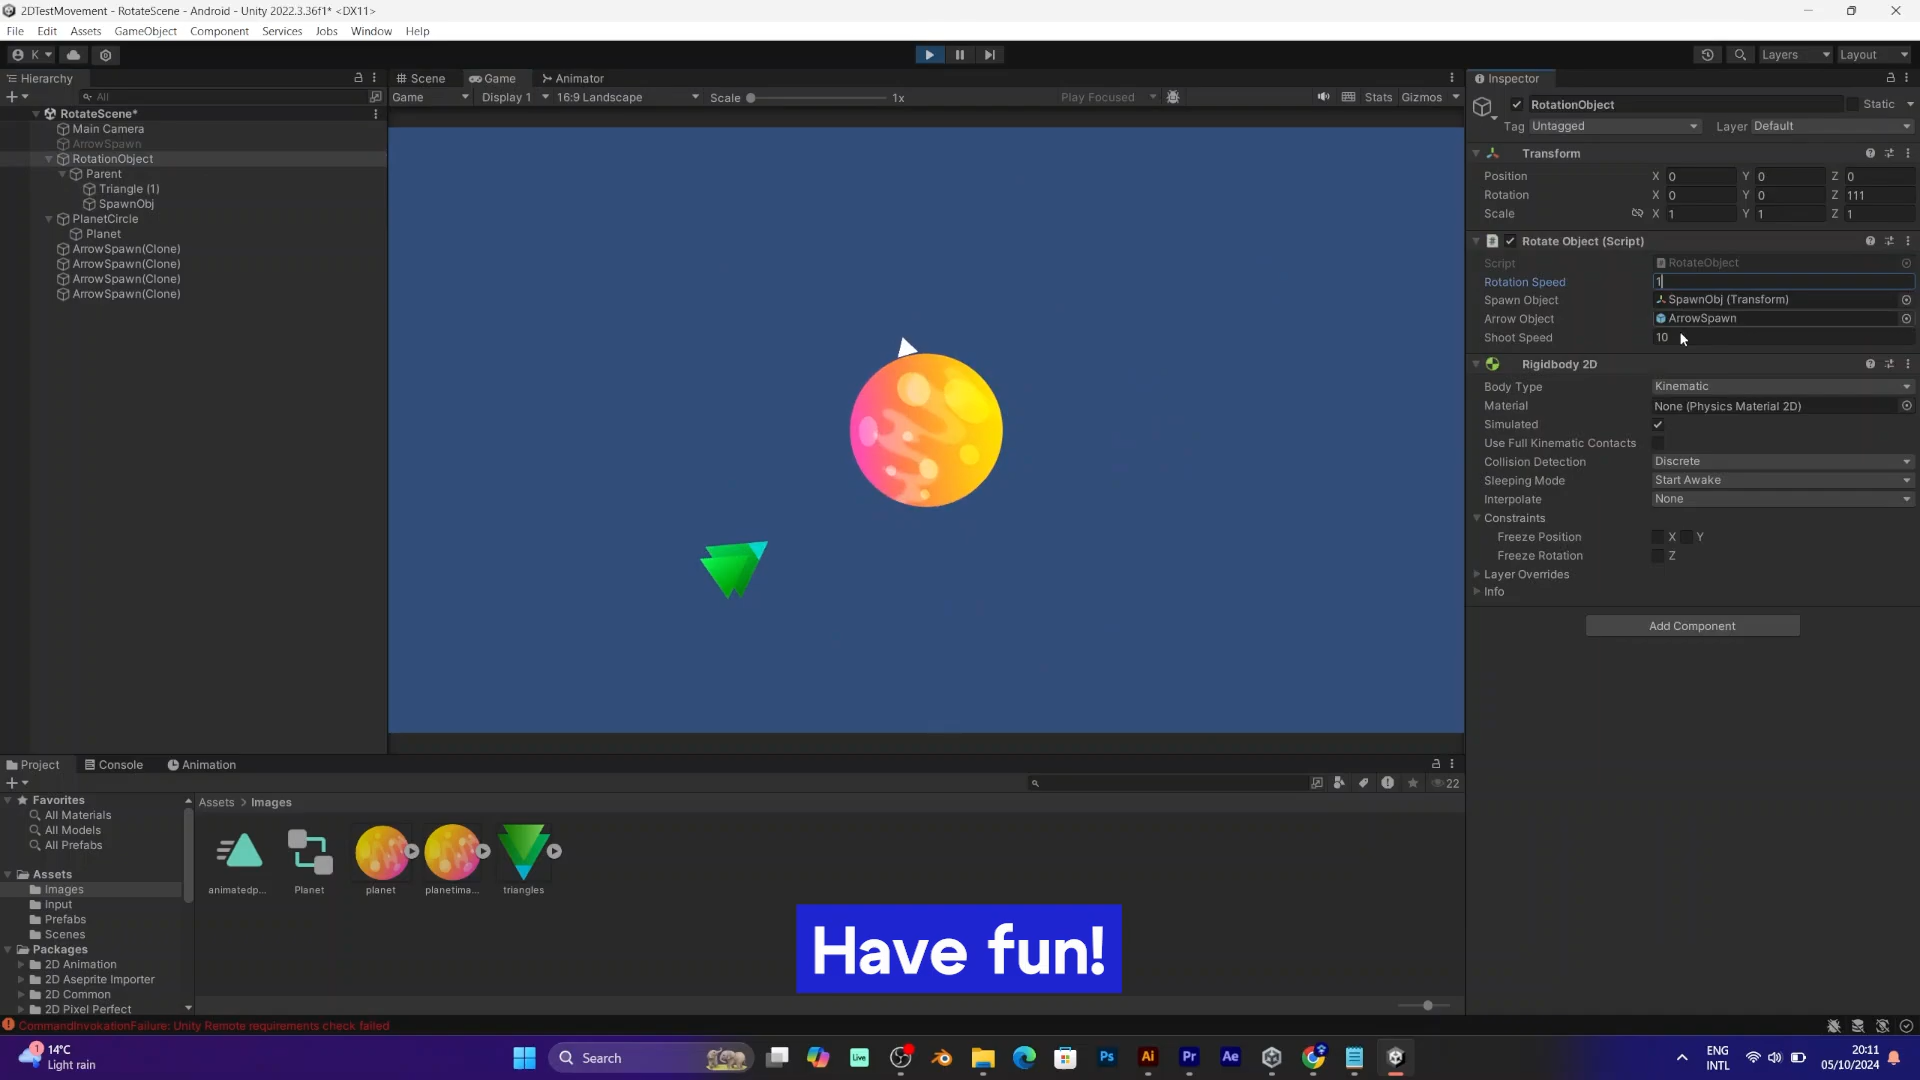 2DTestMovement - RotateScene - Android - Unity 2022.3.36f1* <DX11>
File Edit Assets GameObject Component Services Jobs Window Help
K Layers Layout
Hierarchy
All
RotateScene*
Main Camera
ArrowSpawn
RotationObject
Parent
Triangle (1)
SpawnObj
PlanetCircle
Planet
ArrowSpawn(Clone)
ArrowSpawn(Clone)
ArrowSpawn(Clone)
ArrowSpawn(Clone)
Scene Game Animator
Game Display 1 16:9 Landscape Scale 1x Play Focused Stats Gizmos
Inspector
RotationObject Static
Tag Untagged Layer Default
Transform
Position X 0 Y 0 Z 0
Rotation X 0 Y 0 Z 111
Scale X 1 Y 1 Z 1
Rotate Object (Script)
Script RotateObject
Rotation Speed 1
Spawn Object SpawnObj (Transform)
Arrow Object ArrowSpawn
Shoot Speed 10
Rigidbody 2D
Body Type Kinematic
Material None (Physics Material 2D)
Simulated
Use Full Kinematic Contacts
Collision Detection Discrete
Sleeping Mode Start Awake
Interpolate None
Constraints
Freeze Position X Y
Freeze Rotation Z
Layer Overrides
Info
Add Component
Project Console Animation
22
Favorites
All Materials
All Models
All Prefabs
Assets
Images
Input
Prefabs
Scenes
Packages
2D Animation
2D Aseprite Importer
2D Common
2D Pixel Perfect
Assets > Images
animatedp... Planet planet planetima... triangles
Have fun!
CommandInvokationFailure: Unity Remote requirements check failed
1
14°C
Light rain
Search
Live
Ps Ai Pr Ae
ENG
INTL
20:11
05/10/2024